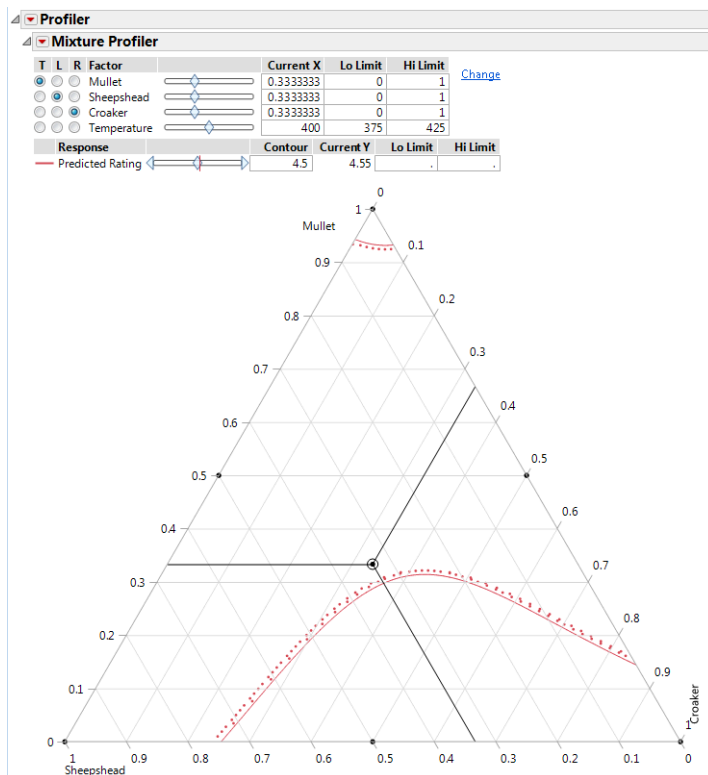 Profiler
Mixture Profiler
T L R Factor Current X Lo Limit Hi Limit
Change
Mullet 0.3333333 0 1
Sheepshead 0.3333333 0 1
Croaker 0.3333333 0 1
Temperature 400 375 425
Response Contour Current Y Lo Limit Hi Limit
Predicted Rating 4.5 4.55 . .
0
1
Mullet
0.1
0.9
0.2
0.8
0.3
0.7
0.4
0.6
0.5
0.5
0.6
0.4
0.7
0.3
0.8
0.2
0.9
0.1
Croaker
1
0
1 0.9 0.8 0.7 0.6 0.5 0.4 0.3 0.2 0.1 0
Sheepshead